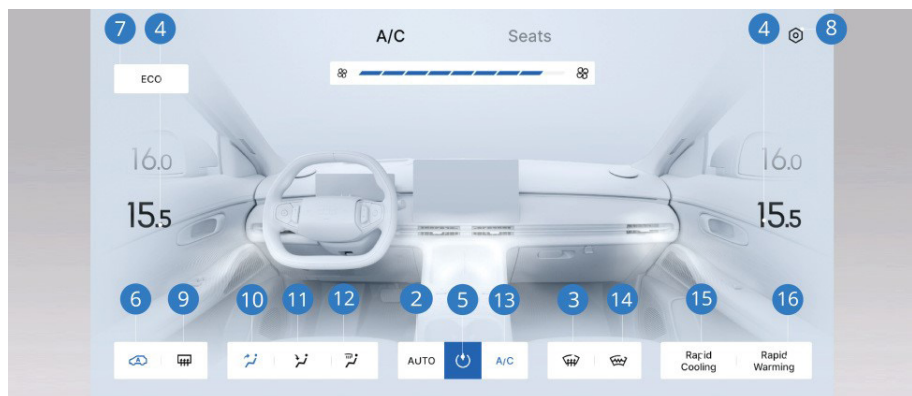 7 4 A/C Seats 4 8
ECO
16.0 16.0
15.5 15.5
6 9 10 11 12 2 5 13 3 14 15 16
A AUTO A/C Rapid Rapid
Cooling Warming